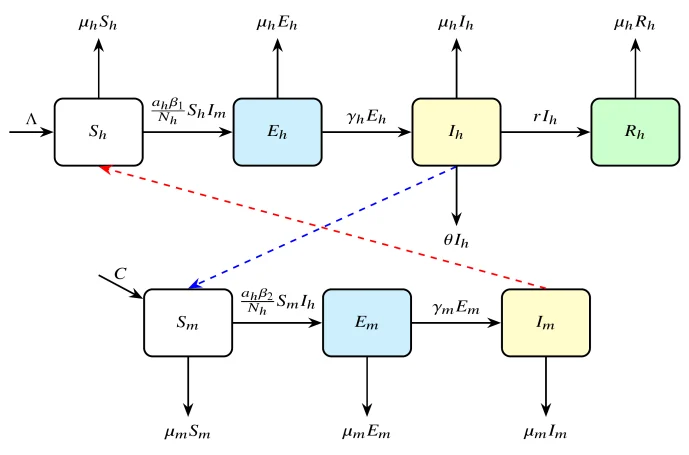 μ_h S_h μ_h E_h μ_h I_h μ_h R_h
Λ S_h a_h β_1 / N_h S_h I_m E_h γ_h E_h I_h r I_h R_h
θ I_h
C
S_m a_h β_2 / N_h S_m I_h E_m γ_m E_m I_m
μ_m S_m μ_m E_m μ_m I_m